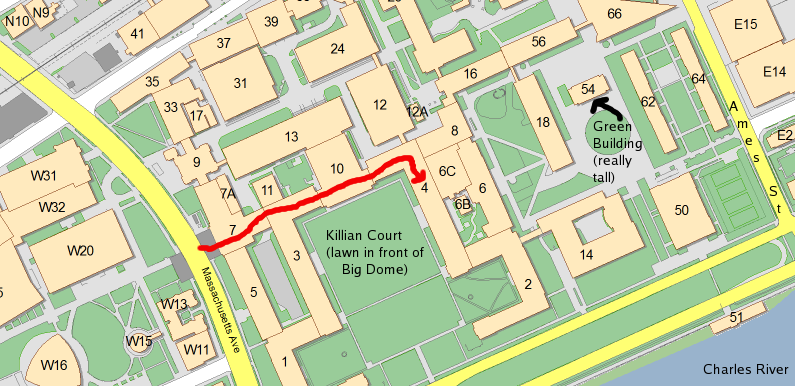 N10
N9
41
37
39
24
66
56
E15
E14
64
62
54
16
35
31
33
17
12
12A
18
13
8
9
10
6C
7A
11
4
6
6B
7
W31
W32
W20
3
5
1
2
14
50
E2
51
W13
W15
W11
W16
5
Green
Building
(really
tall)
Killian Court
(lawn in front of
Big Dome)
Massachusetts Ave
Ames St
Charles River